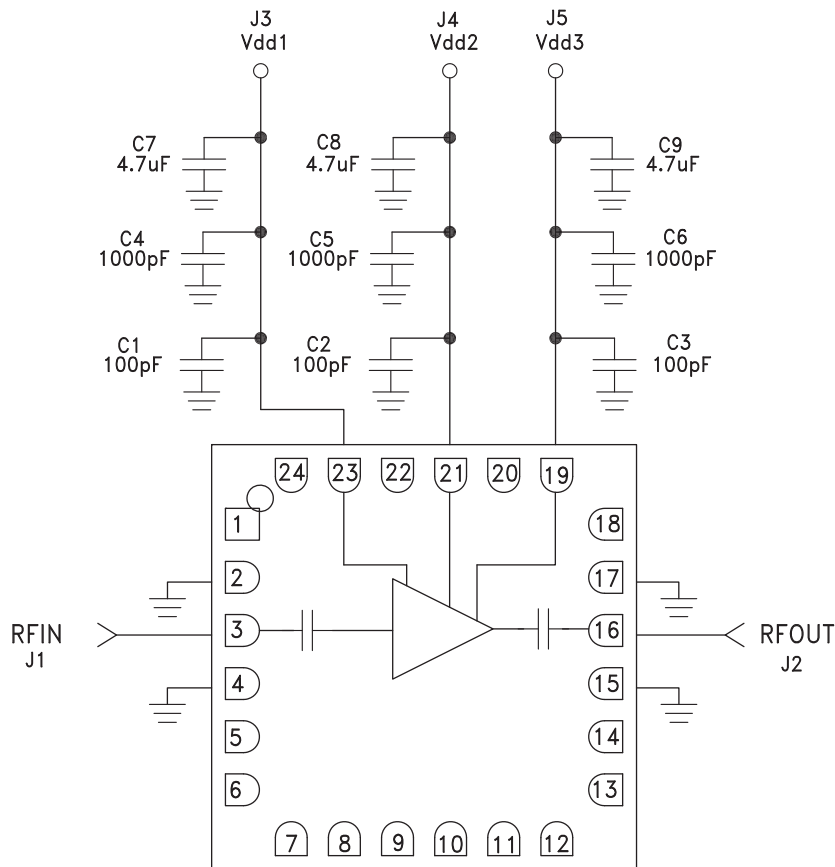 J3 J4 J5
Vdd1 Vdd2 Vdd3
C7 C8 C9
4.7uF 4.7uF 4.7uF
C4 C5 C6
1000pF 1000pF 1000pF
C1 C2 C3
100pF 100pF 100pF
24 23 22 21 20 19
1 18
2 17
RFIN 3 16 RFOUT
J1 J2
4 15
5 14
6 13
7 8 9 10 11 12